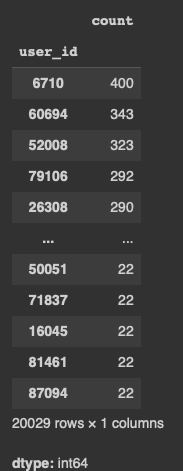 count
user_id
6710 400
60694 343
52008 323
79106 292
26308 290
... ...
50051 22
71837 22
16045 22
81461 22
87094 22
20029 rows × 1 columns
dtype: int64